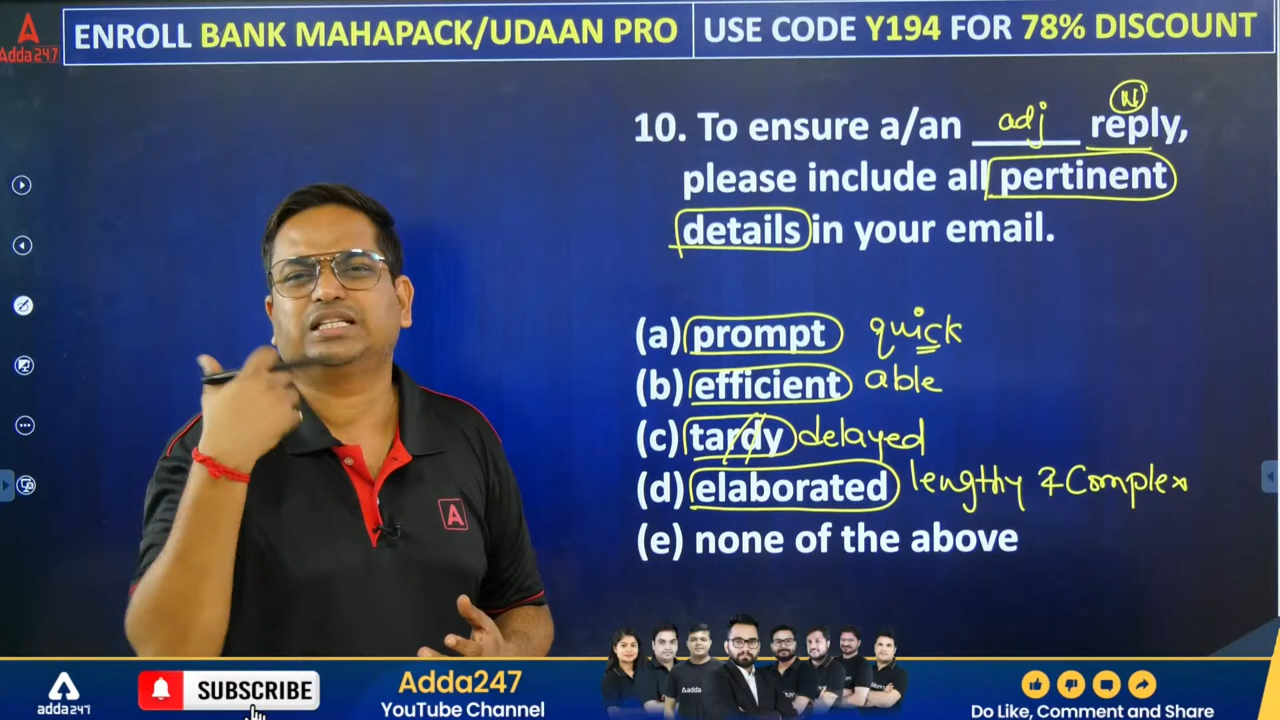 ENROLL BANK MAHAPACK/UDAAN PRO
USE CODE Y194 FOR 78% DISCOUNT
Adda247
10. To ensure a/an adj reply,
N
please include all pertinent
details in your email.
(a) prompt quick
(b) efficient able
(c) tardy delayed
(d) elaborated lengthy & Complex
(e) none of the above
A
adda247
SUBSCRIBE
Adda247
YouTube Channel
Adda
Do Like, Comment and Share